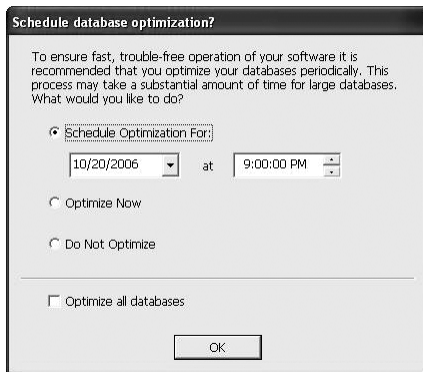 Schedule database optimization?
To ensure fast, trouble-free operation of your software it is
recommended that you optimize your databases periodically. This
process may take a substantial amount of time for large databases.
What would you like to do?
Schedule Optimization For:
10/20/2006 at 9:00:00 PM
Optimize Now
Do Not Optimize
Optimize all databases
OK